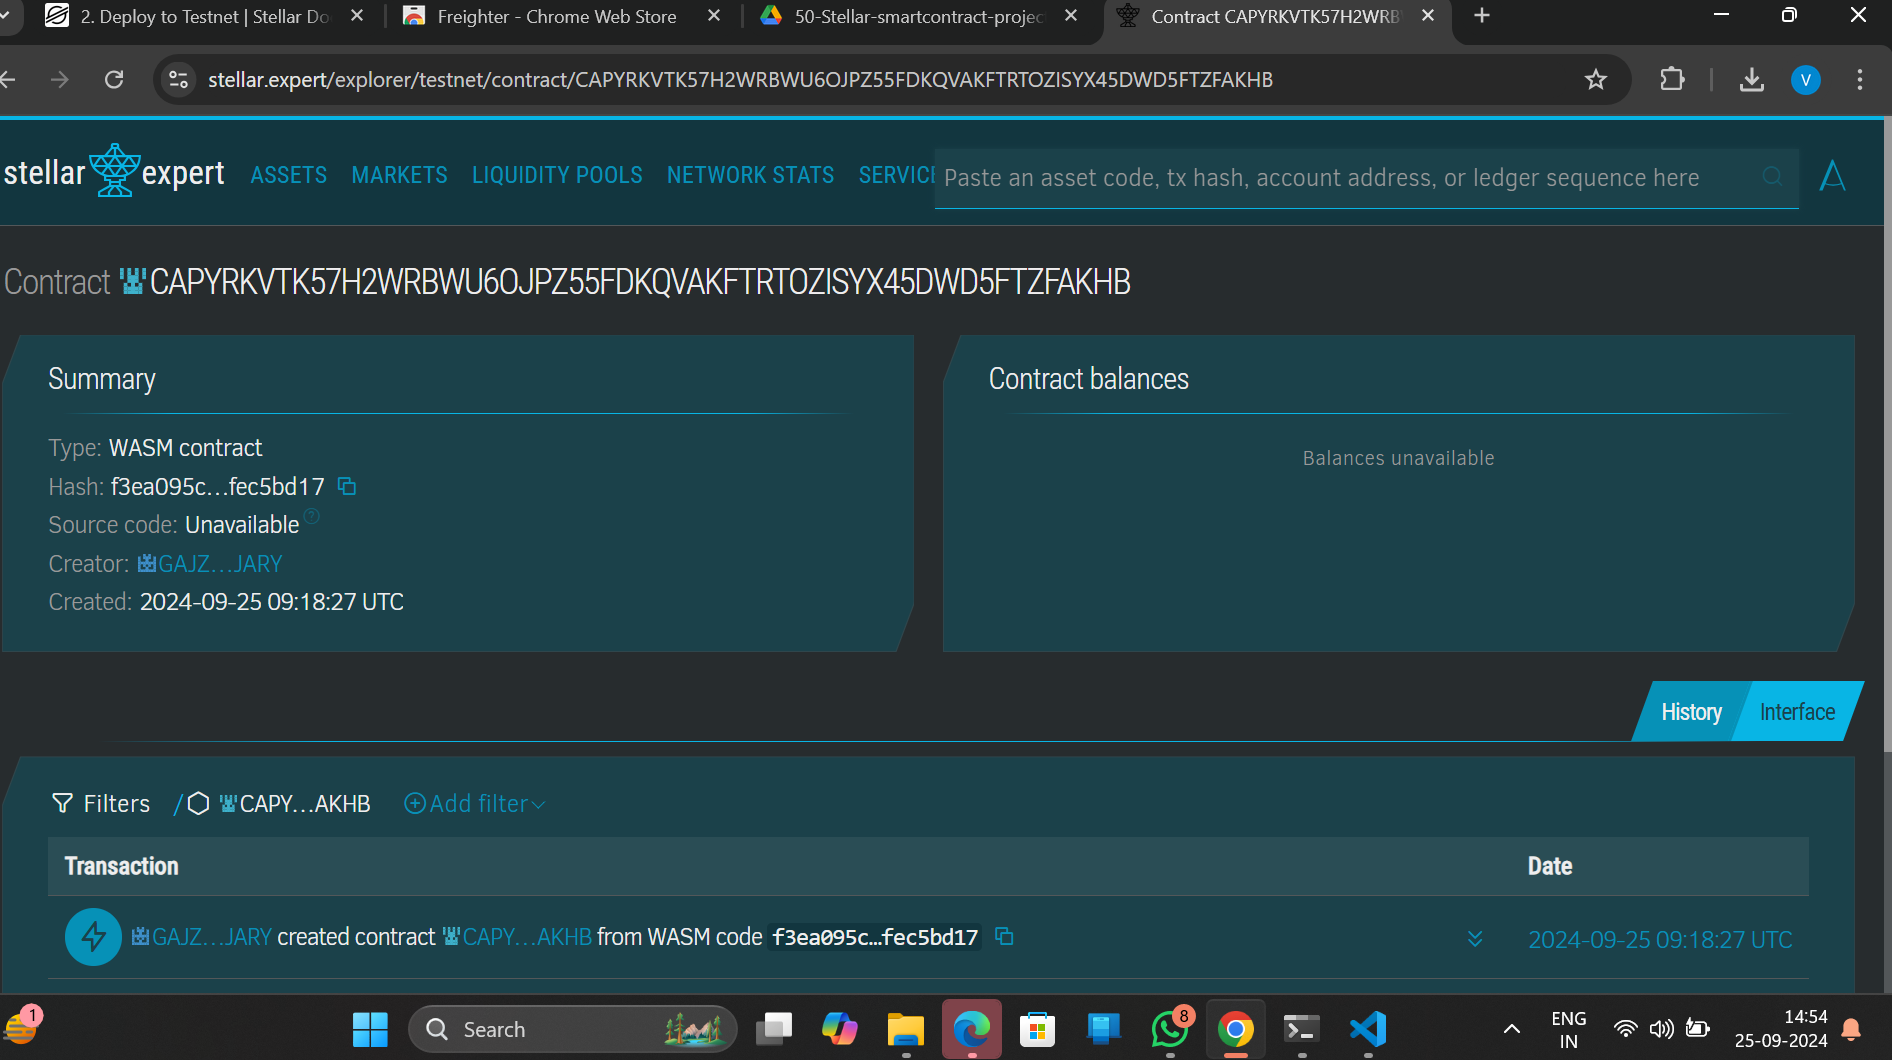 2. Deploy to Testnet | Stellar Do
Freighter - Chrome Web Store
50-Stellar-smartcontract-project
Contract CAPYRKVTK57H2WRB
stellar.expert/explorer/testnet/contract/CAPYRKVTK57H2WRBWU6OJPZ55FDKQVAKFTRTOZISYX45DWD5FTZFAKHB
V
stellar expert
ASSETS
MARKETS
LIQUIDITY POOLS
NETWORK STATS
SERVICE
Paste an asset code, tx hash, account address, or ledger sequence here
Contract CAPYRKVTK57H2WRBWU6OJPZ55FDKQVAKFTRTOZISYX45DWD5FTZFAKHB
Summary
Type: WASM contract
Hash: f3ea095c…fec5bd17
Source code: Unavailable ?
Creator: GAJZ…JARY
Created: 2024-09-25 09:18:27 UTC
Contract balances
Balances unavailable
History
Interface
Filters / CAPY…AKHB Add filter
Transaction
Date
GAJZ…JARY created contract CAPY…AKHB from WASM code f3ea095c…fec5bd17
2024-09-25 09:18:27 UTC
1
Search
8
ENG
IN
14:54
25-09-2024